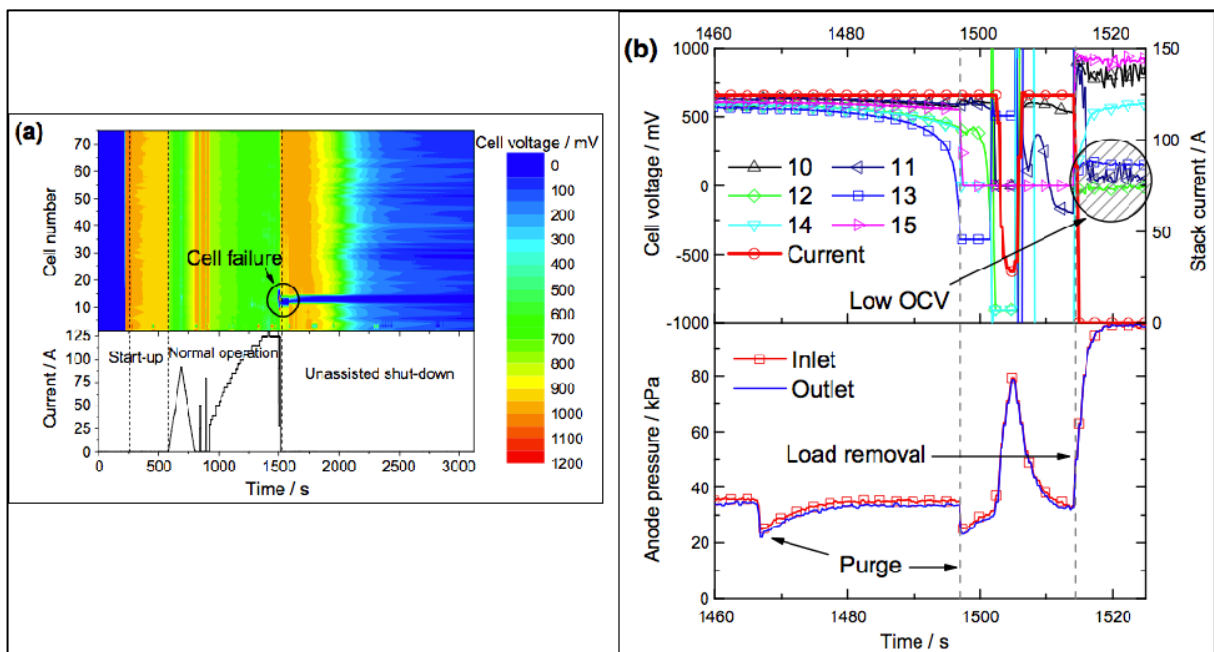 (a)
Cell voltage / mV
0
100
200
300
400
500
600
700
800
900
1000
1100
1200
Cell number
70
60
50
40
30
20
10
Cell failure
Current / A
125
100
75
50
25
0
Start-up
Normal operation
Unassisted shut-down
0 500 1000 1500 2000 2500 3000
Time / s
(b)
1460 1480 1500 1520
Cell voltage / mV
1000
500
0
-500
-1000
Stack current / A
150
100
50
0
10 11
12 13
14 15
Current
Low OCV
Anode pressure / kPa
100
80
60
40
20
0
Inlet
Outlet
Load removal
Purge
1460 1480 1500 1520
Time / s